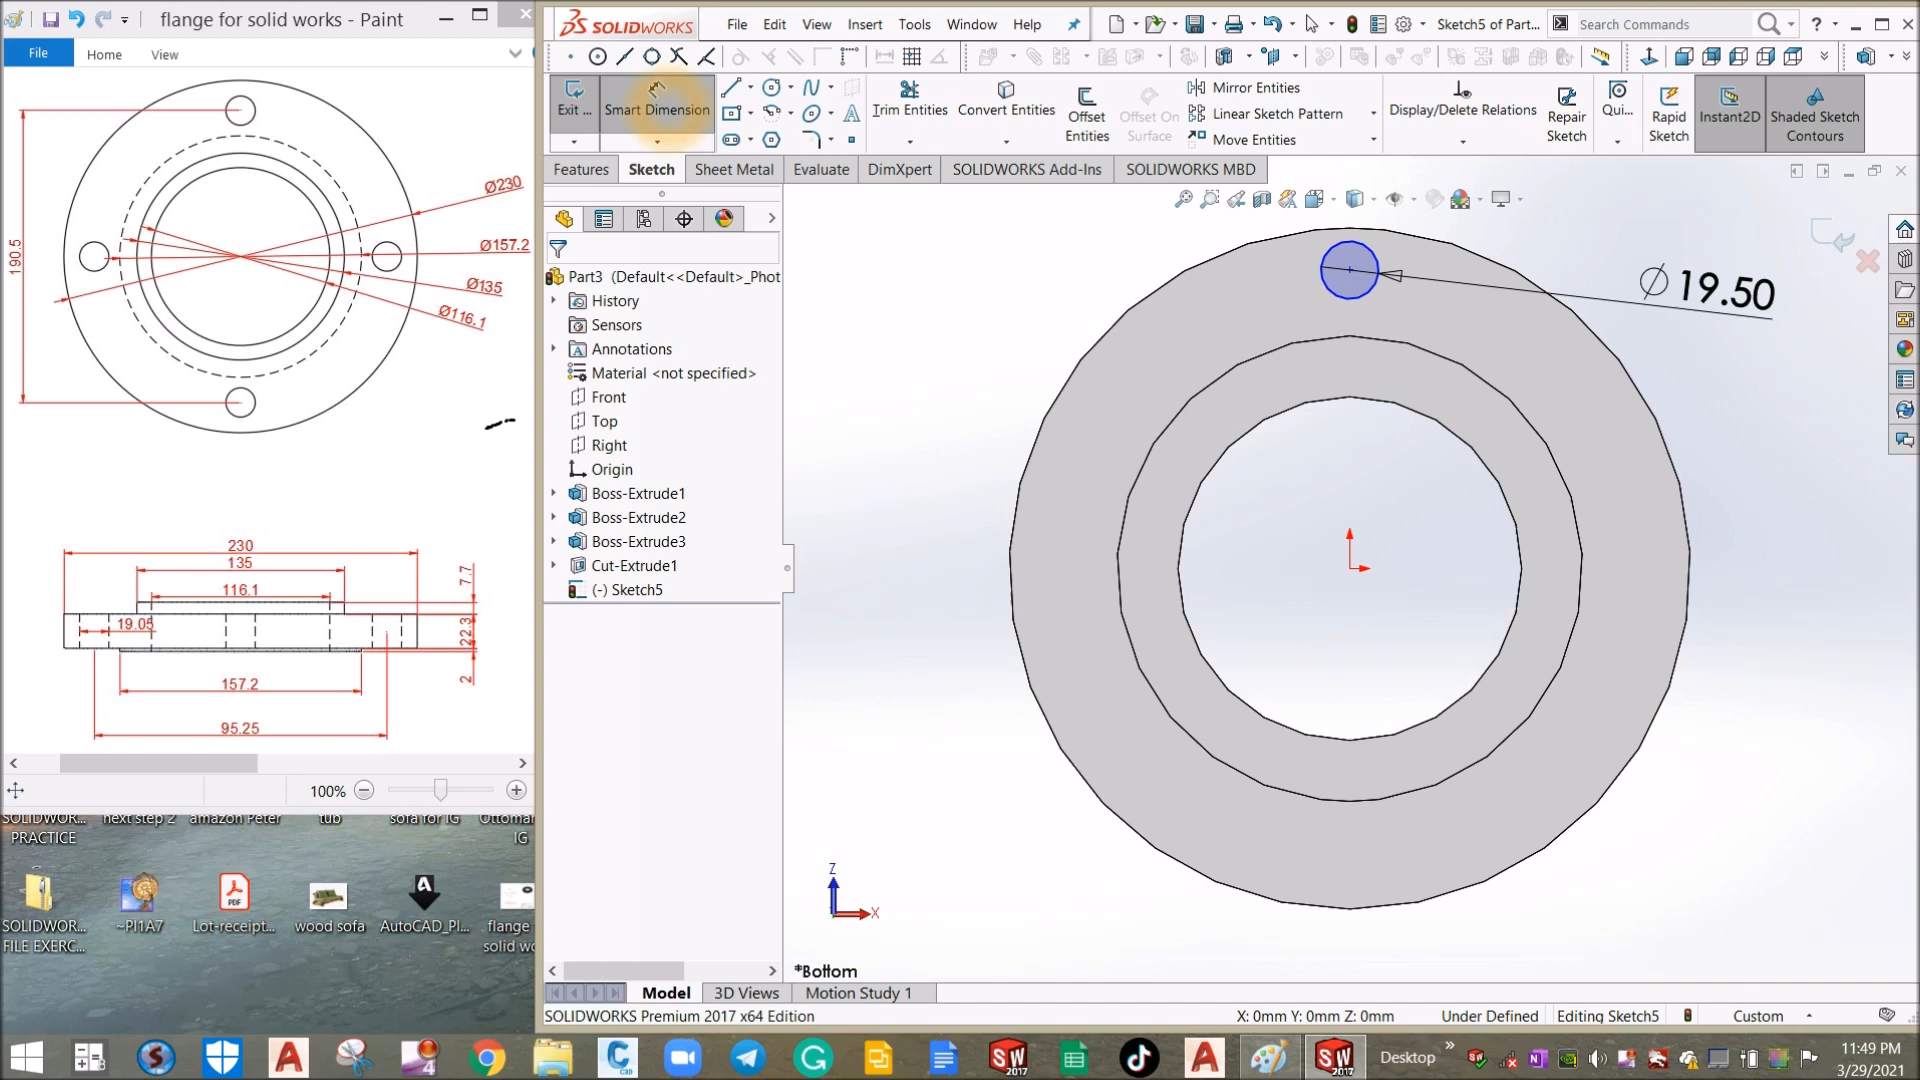 flange for solid works - Paint
File
Home
View
Ø230
Ø157.2
Ø135
Ø116.1
190.5
230
135
116.1
7.7
19.05
22.3
157.2
2
95.25
100%
SOLIDWOR...
PRACTICE
next step 2
amazon Peter
tub
sofa for IG
Ottoman
IG
SOLIDWOR...
FILE EXERC...
~PI1A7
Lot-receipt...
wood sofa
AutoCAD_Pl...
flange
solid wo
SOLIDWORKS
File
Edit
View
Insert
Tools
Window
Help
Sketch5 of Part...
Search Commands
Exit ...
Smart Dimension
Trim Entities
Convert Entities
Offset
Entities
Offset On
Surface
Mirror Entities
Linear Sketch Pattern
Move Entities
Display/Delete Relations
Repair
Sketch
Qui...
Rapid
Sketch
Instant2D
Shaded Sketch
Contours
Features
Sketch
Sheet Metal
Evaluate
DimXpert
SOLIDWORKS Add-Ins
SOLIDWORKS MBD
Part3 (Default<<Default>_Phot
History
Sensors
Annotations
Material <not specified>
Front
Top
Right
Origin
Boss-Extrude1
Boss-Extrude2
Boss-Extrude3
Cut-Extrude1
(-) Sketch5
∅19.50
Z
X
*Bottom
Model
3D Views
Motion Study 1
SOLIDWORKS Premium 2017 x64 Edition
X: 0mm Y: 0mm Z: 0mm
Under Defined
Editing Sketch5
Custom
Desktop
11:49 PM
3/29/2021